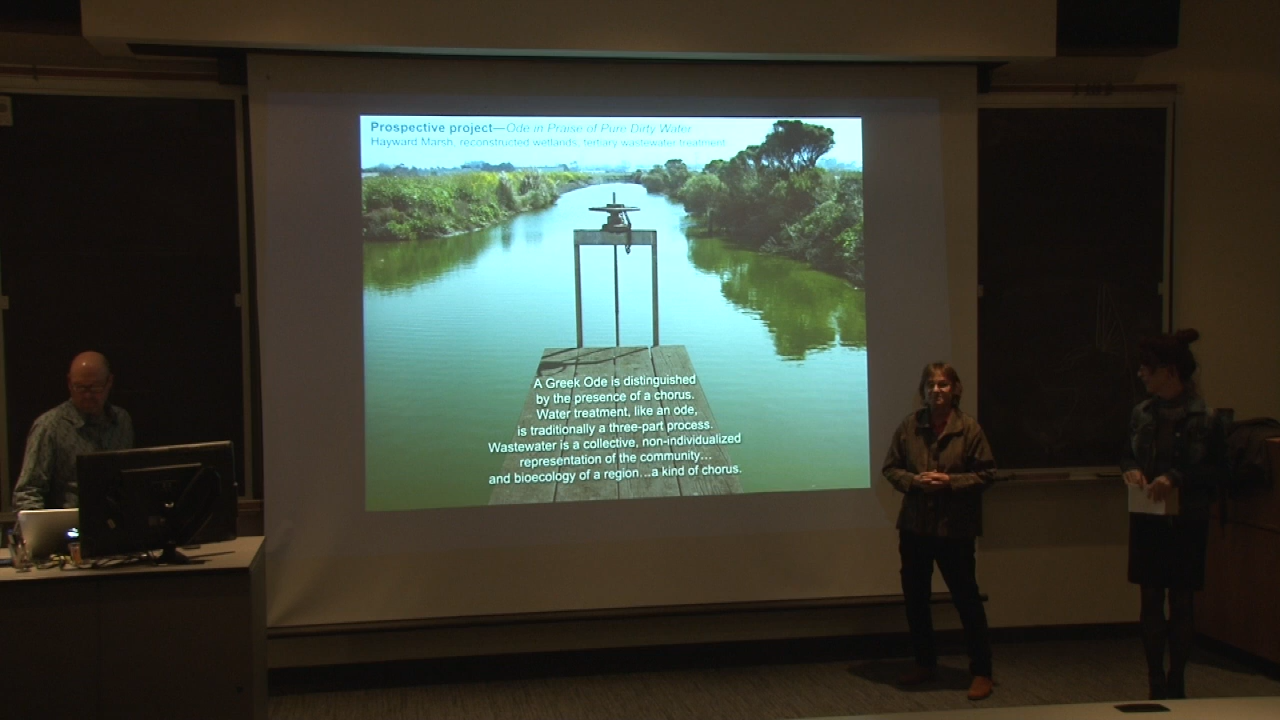 Prospective project—Ode in Praise of Pure Dirty Water
Hayward Marsh, reconstructed wetlands, tertiary wastewater treatment
A Greek Ode is distinguished
by the presence of a chorus.
Water treatment, like an ode,
is traditionally a three-part process.
Wastewater is a collective, non-individualized
representation of the community…
and bioecology of a region…a kind of chorus.